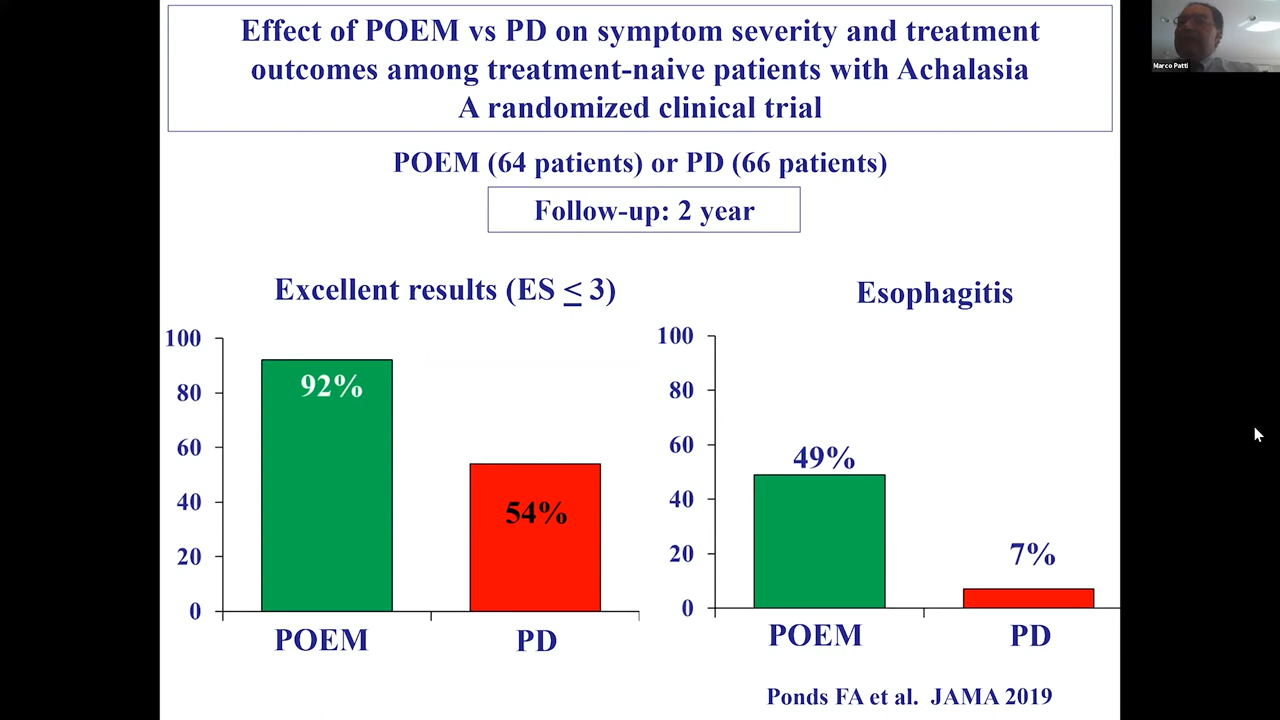 Effect of POEM vs PD on symptom severity and treatment
outcomes among treatment-naive patients with Achalasia
A randomized clinical trial
Marco Patti
POEM (64 patients) or PD (66 patients)
Follow-up: 2 year
Excellent results (ES ≤ 3)
100
80
60
40
20
0
92%
54%
POEM
PD
Esophagitis
100
80
60
40
20
0
49%
7%
POEM
PD
Ponds FA et al. JAMA 2019